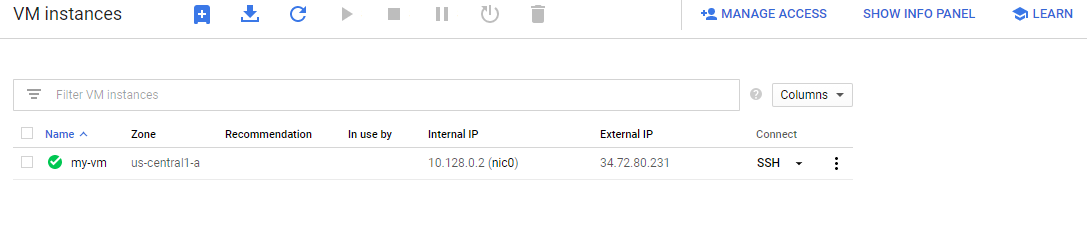 VM instances MANAGE ACCESS SHOW INFO PANEL LEARN
Filter VM instances ? Columns
Name Zone Recommendation In use by Internal IP External IP Connect
my-vm us-central1-a 10.128.0.2 (nic0) 34.72.80.231 SSH